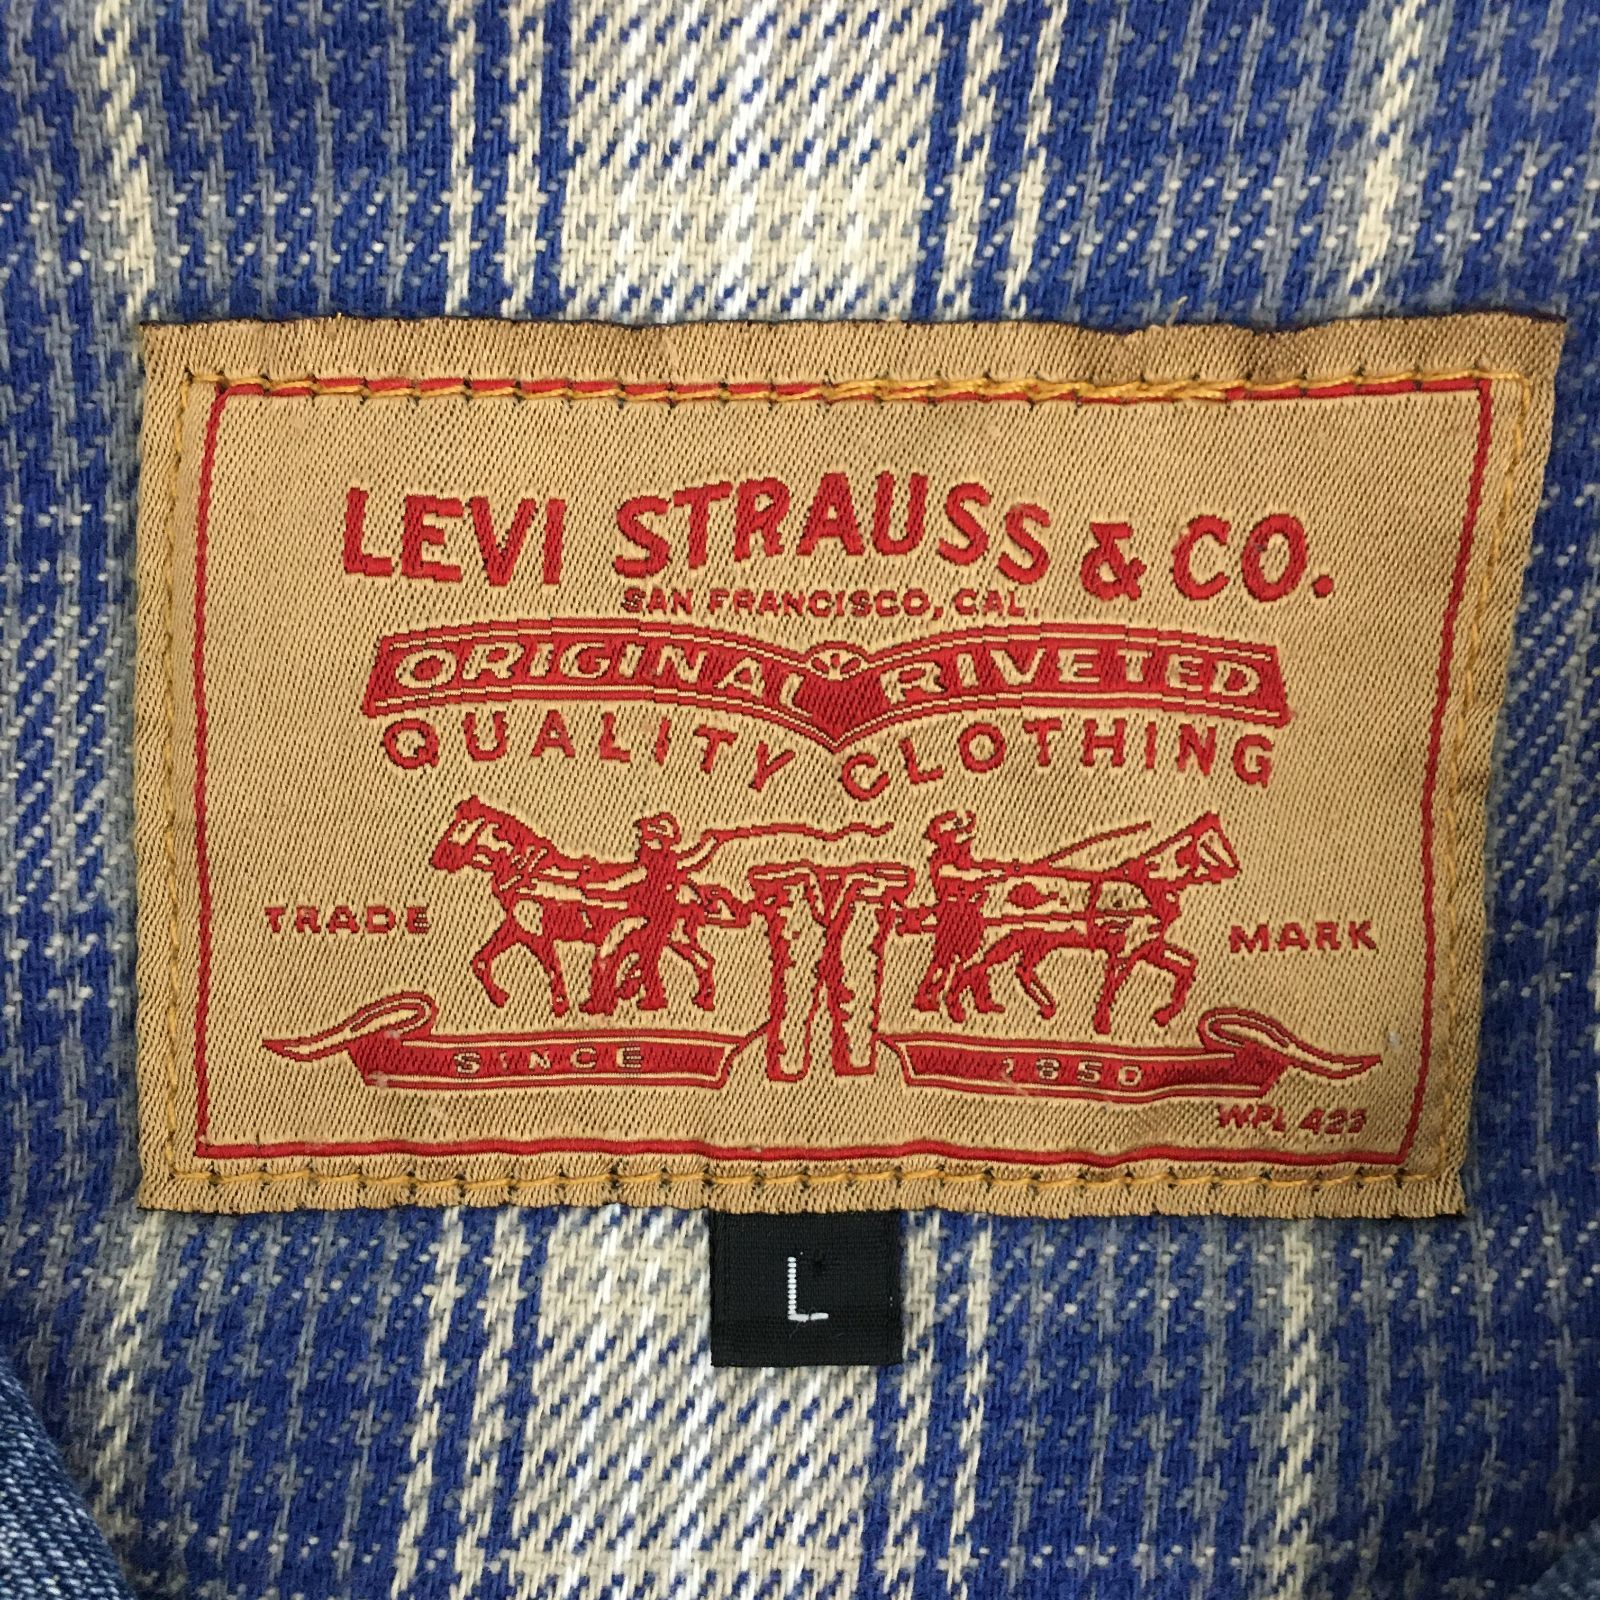 LEVI STRAUSS & CO.
SAN FRANCISCO, CAL.
ORIGINAL RIVETED
QUALITY CLOTHING
TRADE MARK
SINCE 1850
WPL 423
L